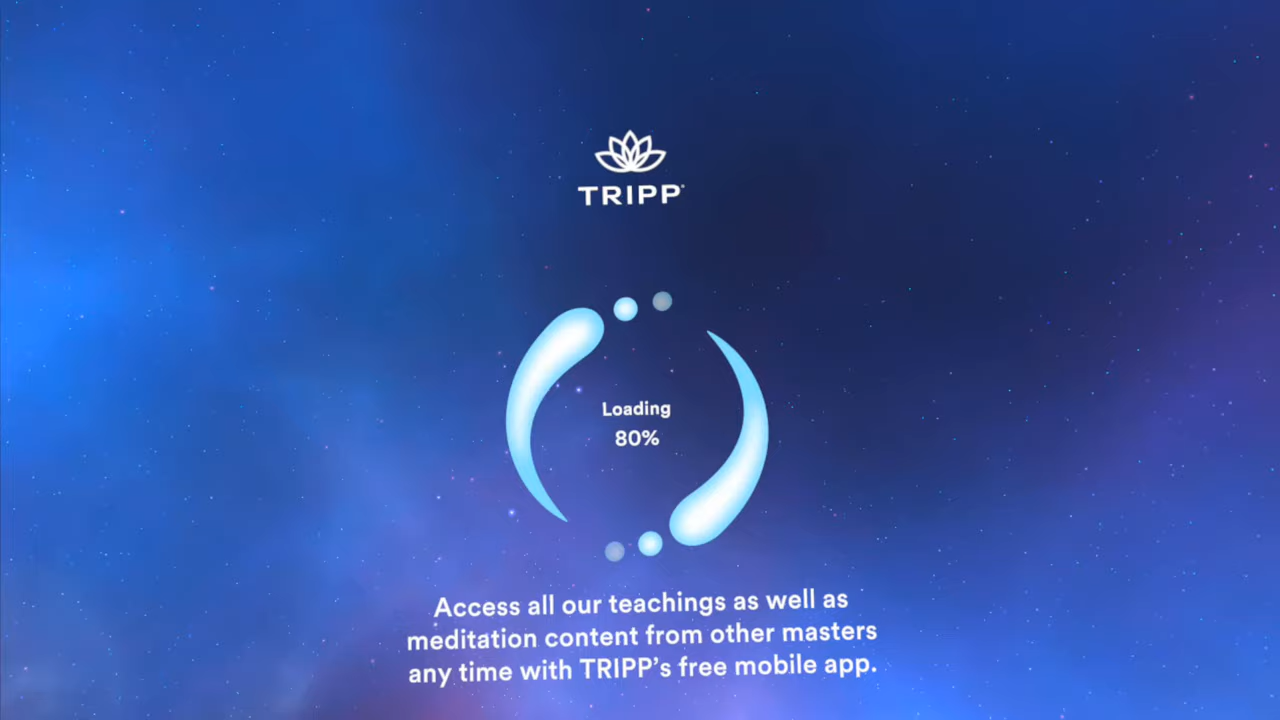 TRIPP
Loading
80%
Access all our teachings as well as
meditation content from other masters
any time with TRIPP’s free mobile app.